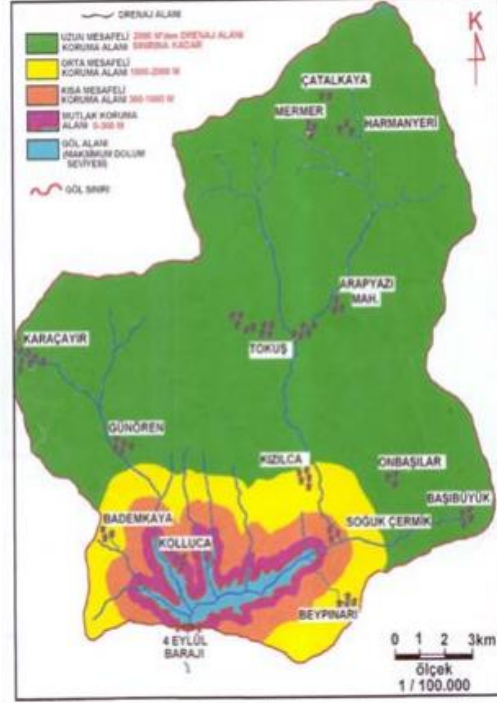 DRENAJ ALANI
UZUN MESAFELİ 2000 M'den DRENAJ ALANI
KORUMA ALANI SINIRINA KADAR
ORTA MESAFELİ
KORUMA ALANI 1000-2000 M
KISA MESAFELİ
KORUMA ALANI 300-1000 M
MUTLAK KORUMA
ALANI 0-300 M
GÖL ALANI
(MAKSİMUM DOLUM
SEVİYESİ)
GÖL SINIRI
K
ÇATALKAYA
MERMER
HARMANYERİ
ARAPYAZI
MAH.
TOKUŞ
KARAÇAYIR
GÜNÖREN
KIZILCA
ONBAŞILAR
BAŞIBÜYÜK
BADEMKAYA
SOĞUK ÇERMİK
KOLLUCA
BEYPINARI
4 EYLÜL
BARAJI
0 1 2 3km
ölçek
1 / 100.000